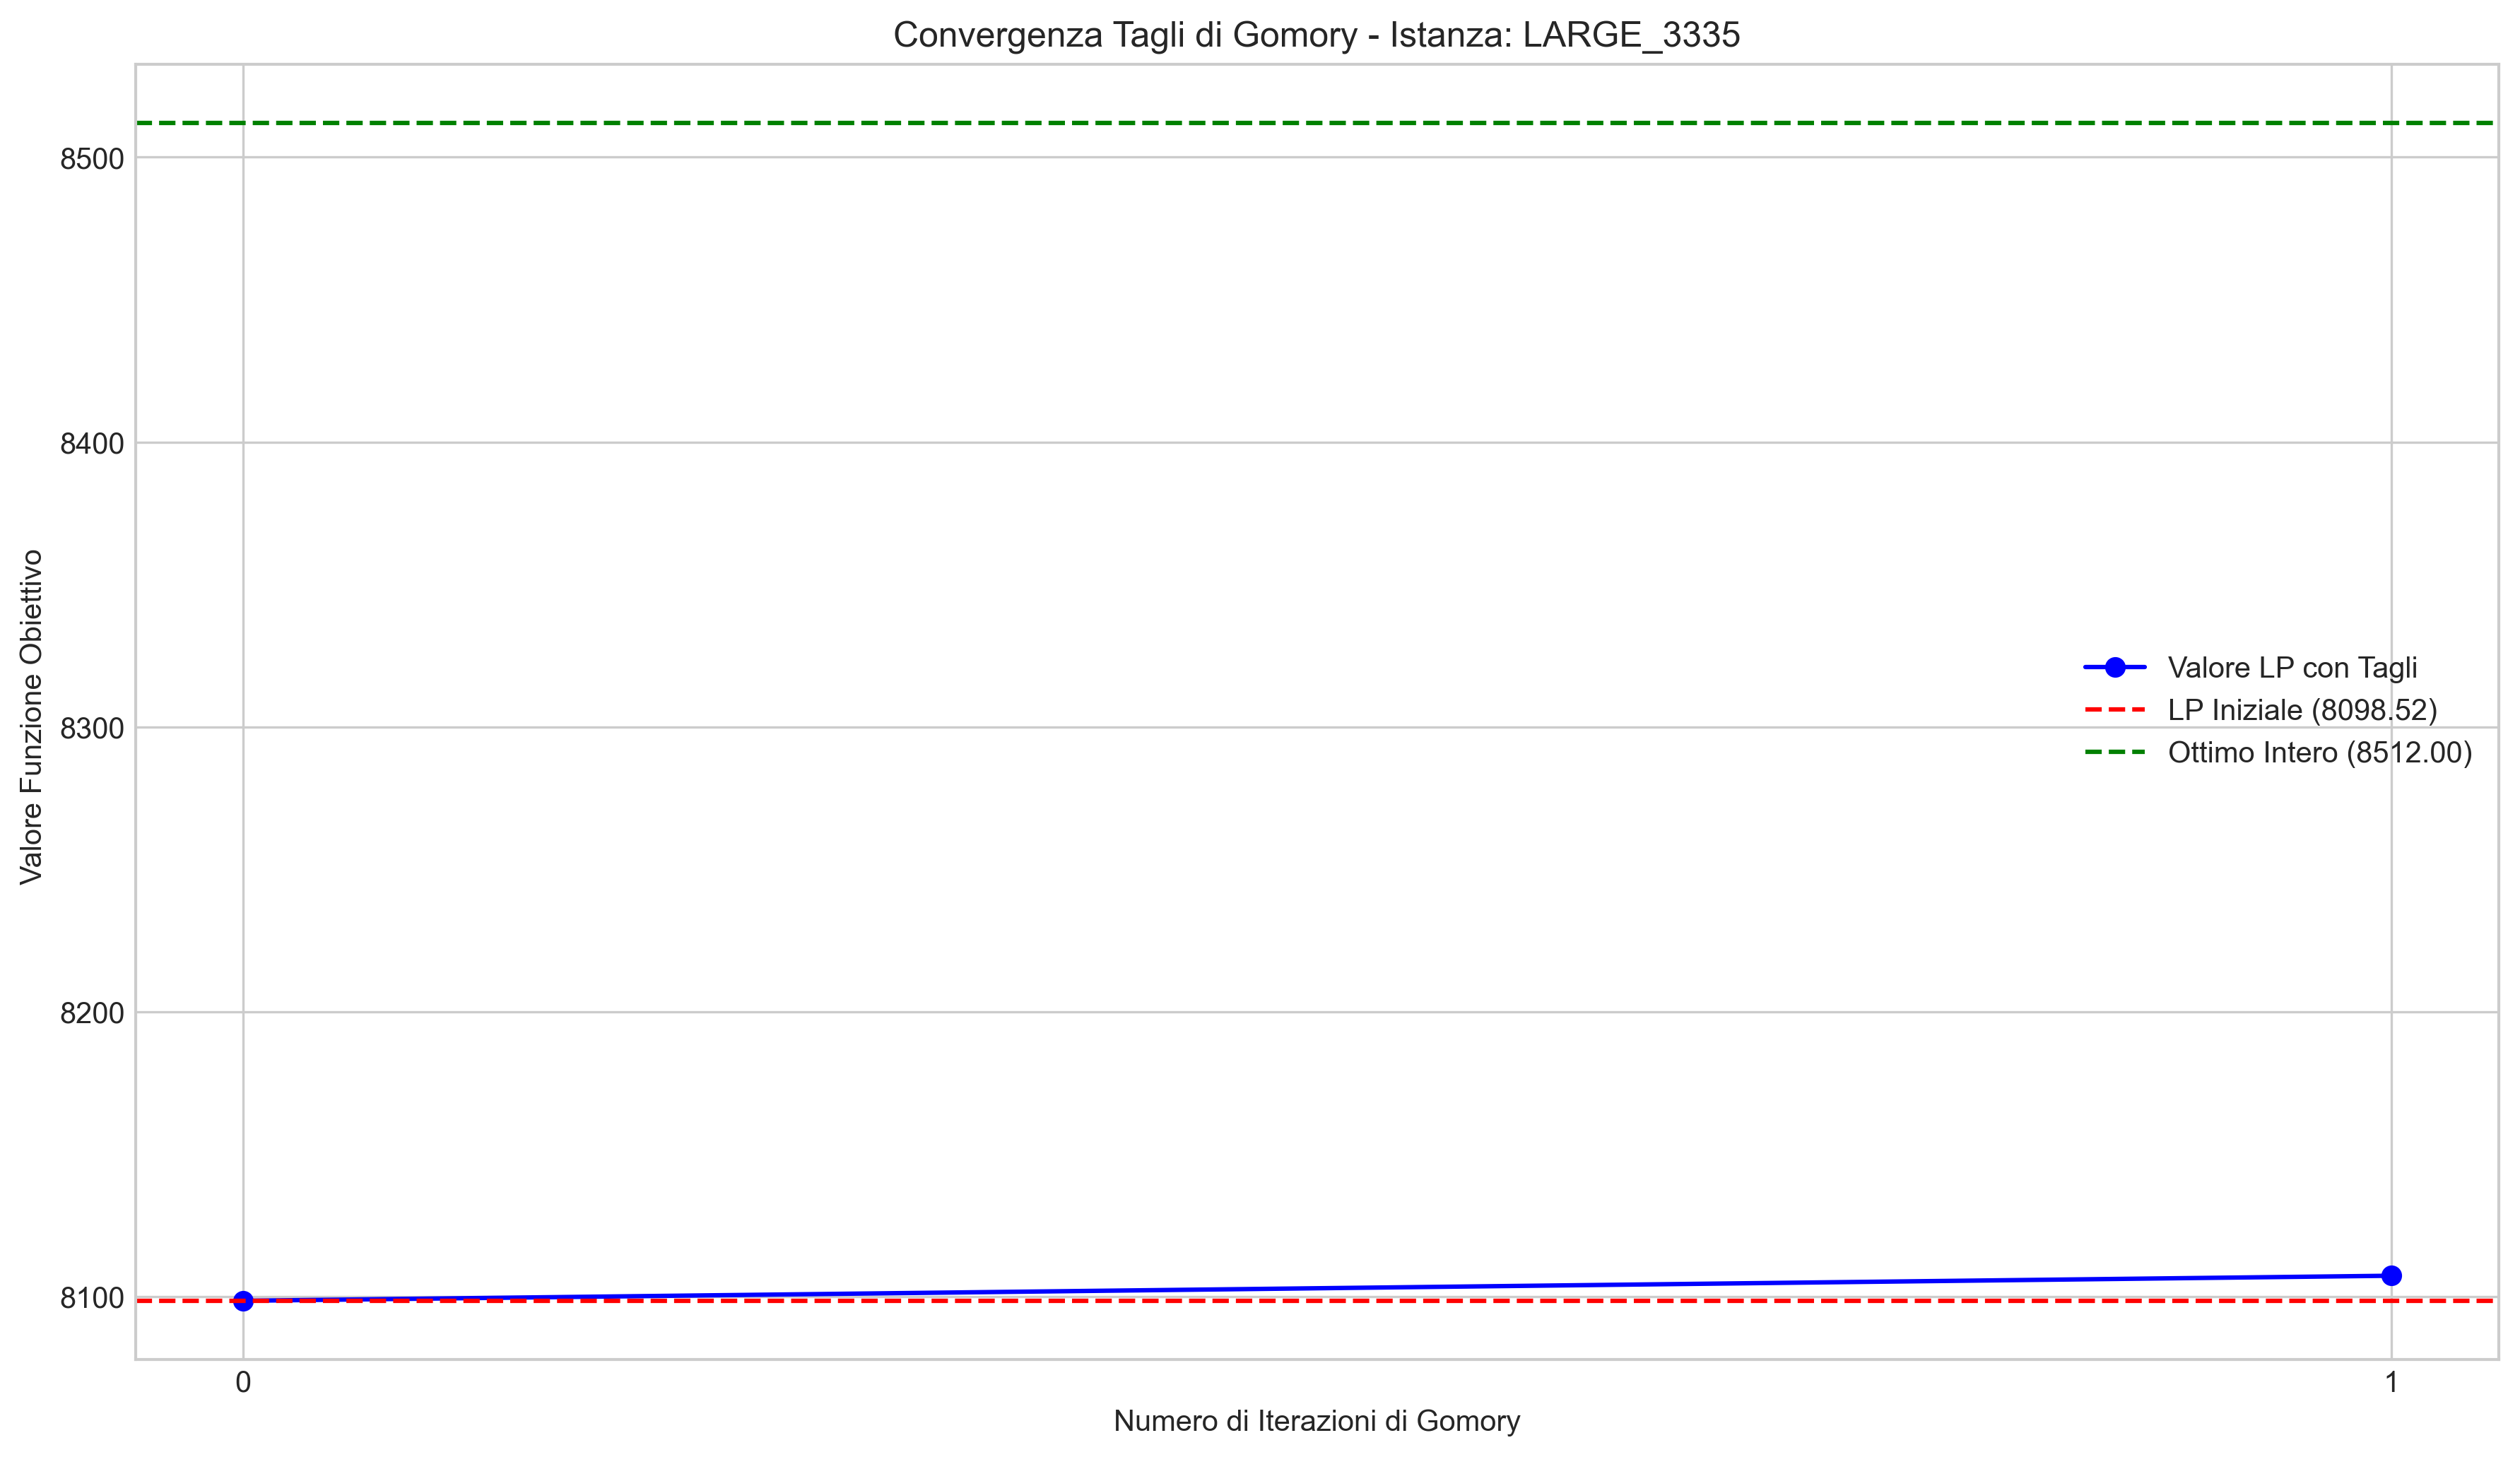 Convergenza Tagli di Gomory - Istanza: LARGE_3335
Valore Funzione Obiettivo
8500
8400
8300
8200
8100
Valore LP con Tagli
LP Iniziale (8098.52)
Ottimo Intero (8512.00)
0
1
Numero di Iterazioni di Gomory